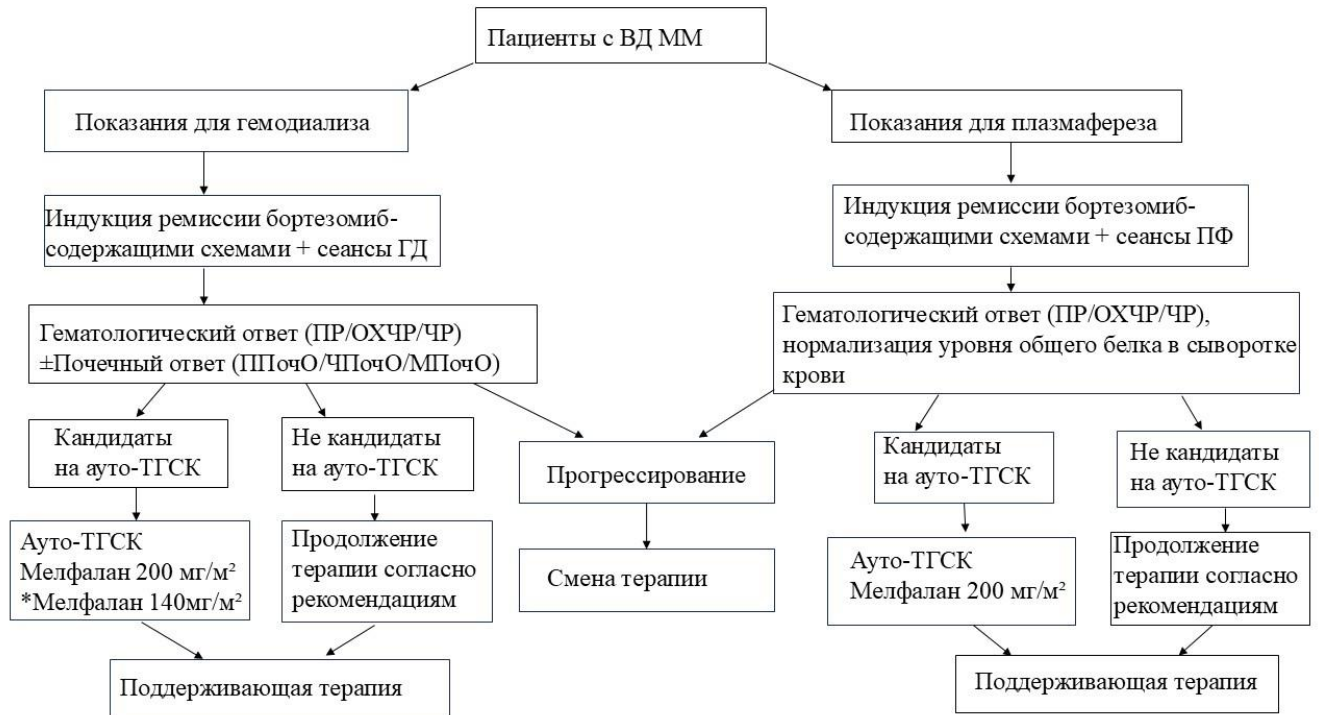 Пациенты с ВД ММ
Показания для гемодиализа
Показания для плазмафереза
Индукция ремиссии бортезомиб-
содержащими схемами + сеансы ГД
Индукция ремиссии бортезомиб-
содержащими схемами + сеансы ПФ
Гематологический ответ (ПР/ОХЧР/ЧР)
±Почечный ответ (ППочО/ЧПочО/МПочО)
Гематологический ответ (ПР/ОХЧР/ЧР),
нормализация уровня общего белка в сыворотке
крови
Кандидаты
на ауто-ТГСК
Не кандидаты
на ауто-ТГСК
Прогрессирование
Кандидаты
на ауто-ТГСК
Не кандидаты
на ауто-ТГСК
Ауто-ТГСК
Мелфалан 200 мг/м²
*Мелфалан 140мг/м²
Продолжение
терапии согласно
рекомендациям
Смена терапии
Ауто-ТГСК
Мелфалан 200 мг/м²
Продолжение
терапии согласно
рекомендациям
Поддерживающая терапия
Поддерживающая терапия